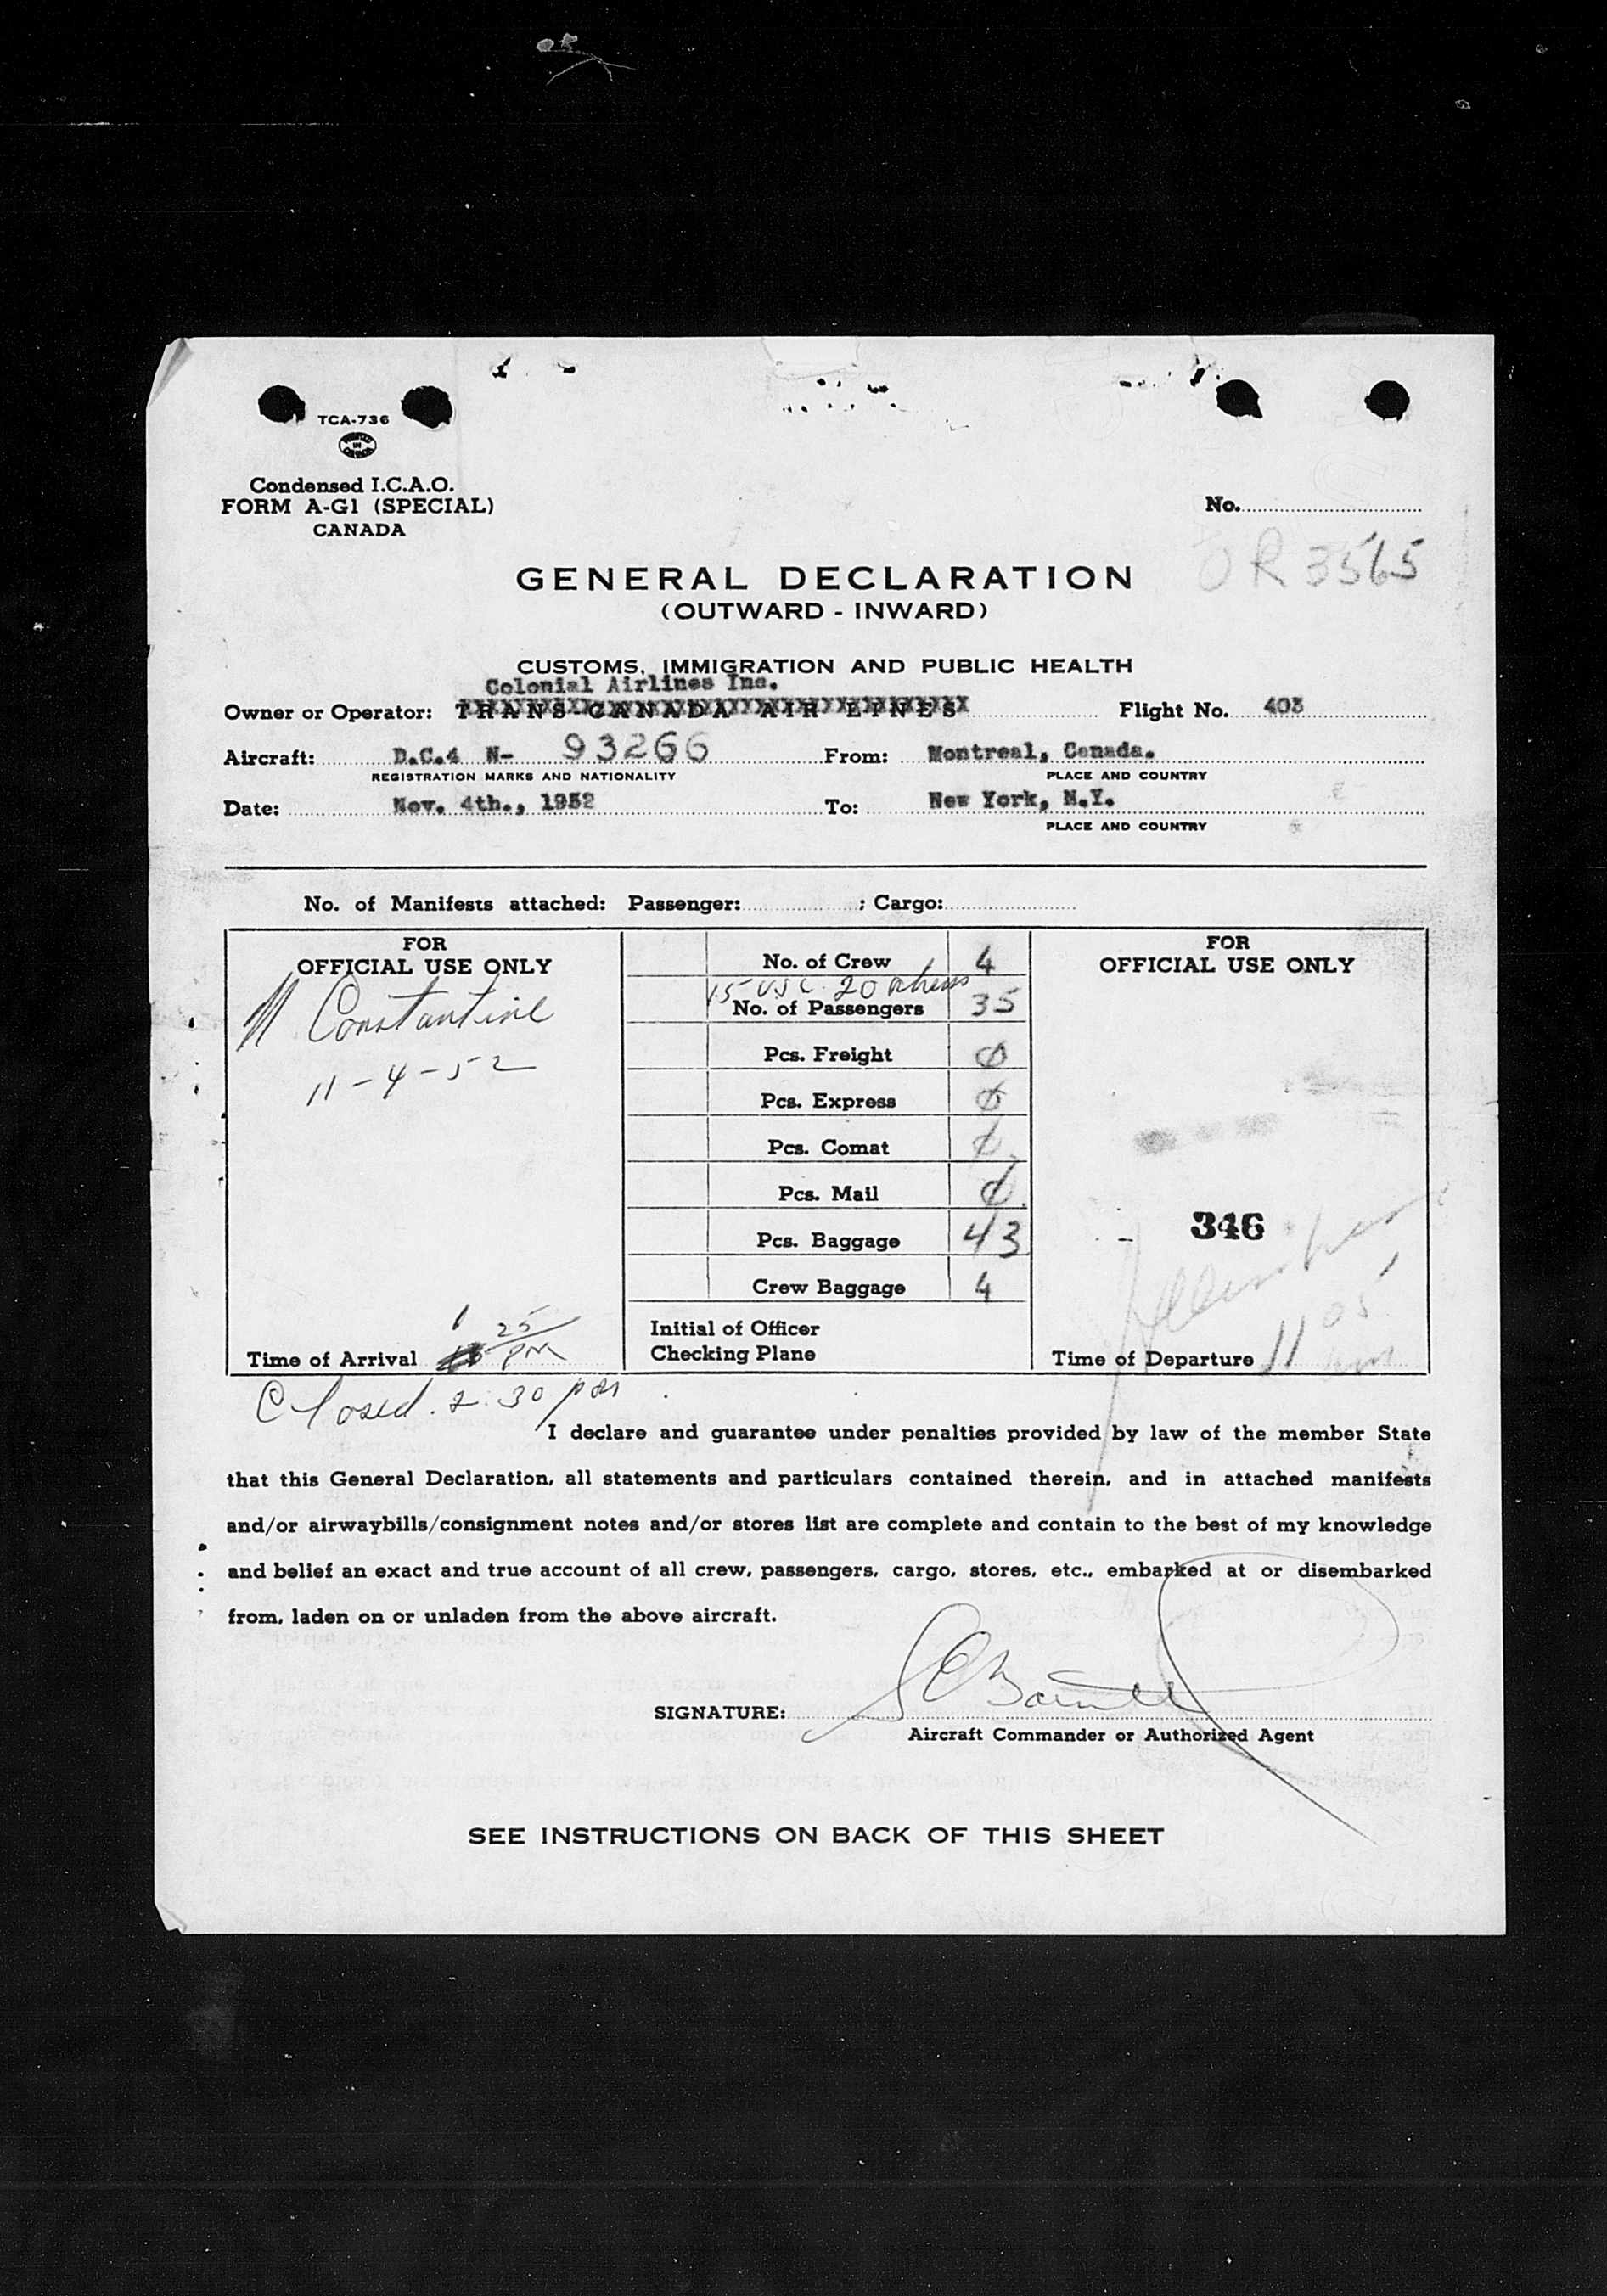 TCA-736
Condensed I.C.A.O.
FORM A-G1 (SPECIAL)
CANADA
No.
OR 3565
GENERAL DECLARATION
(OUTWARD - INWARD)
CUSTOMS, IMMIGRATION AND PUBLIC HEALTH
Colonial Airlines Inc.
Owner or Operator: TRANS-CANADA AIR LINES Flight No. 403
Aircraft: D.C.4 N- 93266 From: Montreal, Canada.
REGISTRATION MARKS AND NATIONALITY PLACE AND COUNTRY
Date: Nov. 4th., 1952 To: New York, N.Y.
PLACE AND COUNTRY
No. of Manifests attached: Passenger: ; Cargo:
FOR
OFFICIAL USE ONLY
N Constantine
11-4-52
1 25 PM
Time of Arrival
No. of Crew 4
15 USC 20 Aliens
No. of Passengers 35
Pcs. Freight 0
Pcs. Express 0
Pcs. Comat 0
Pcs. Mail 0
Pcs. Baggage 43
Crew Baggage 4
Initial of Officer
Checking Plane
FOR
OFFICIAL USE ONLY
346
Time of Departure 11 05
Closed. 2:30 pm
I declare and guarantee under penalties provided by law of the member State
that this General Declaration, all statements and particulars contained therein, and in attached manifests
and/or airwaybills/consignment notes and/or stores list are complete and contain to the best of my knowledge
and belief an exact and true account of all crew, passengers, cargo, stores, etc., embarked at or disembarked
from, laden on or unladen from the above aircraft.
SIGNATURE:
Aircraft Commander or Authorized Agent
SEE INSTRUCTIONS ON BACK OF THIS SHEET